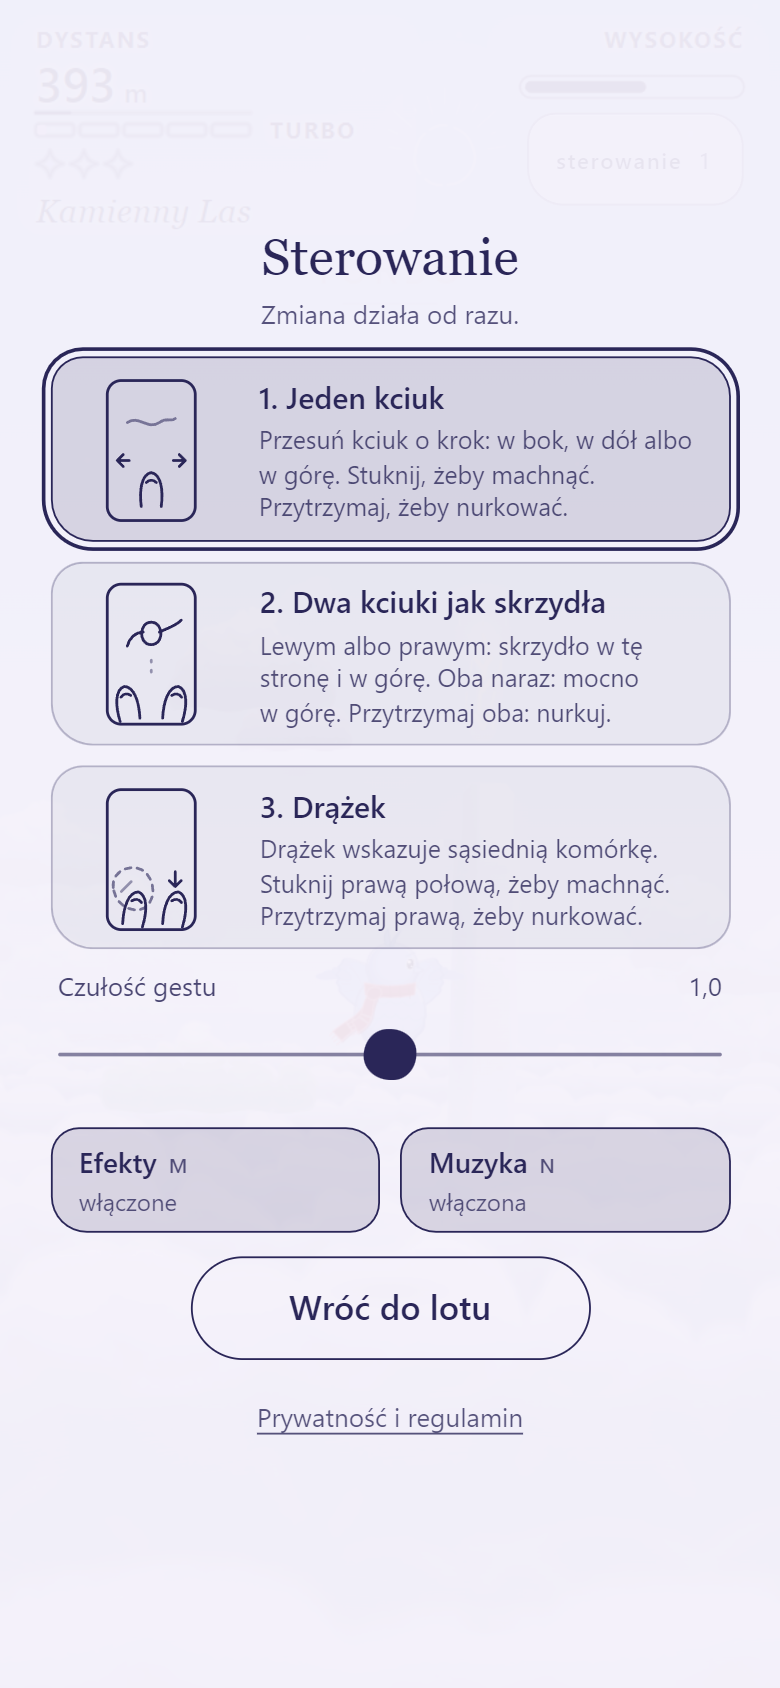 DYSTANS
WYSOKOŚĆ
393 m
TURBO
sterowanie 1
Kamienny Las
Sterowanie
Zmiana działa od razu.
1. Jeden kciuk
Przesuń kciuk o krok: w bok, w dół albo
w górę. Stuknij, żeby machnąć.
Przytrzymaj, żeby nurkować.
2. Dwa kciuki jak skrzydła
Lewym albo prawym: skrzydło w tę
stronę i w górę. Oba naraz: mocno
w górę. Przytrzymaj oba: nurkuj.
3. Drążek
Drążek wskazuje sąsiednią komórkę.
Stuknij prawą połową, żeby machnąć.
Przytrzymaj prawą, żeby nurkować.
Czułość gestu
1,0
Efekty M
włączone
Muzyka N
włączona
Wróć do lotu
Prywatność i regulamin